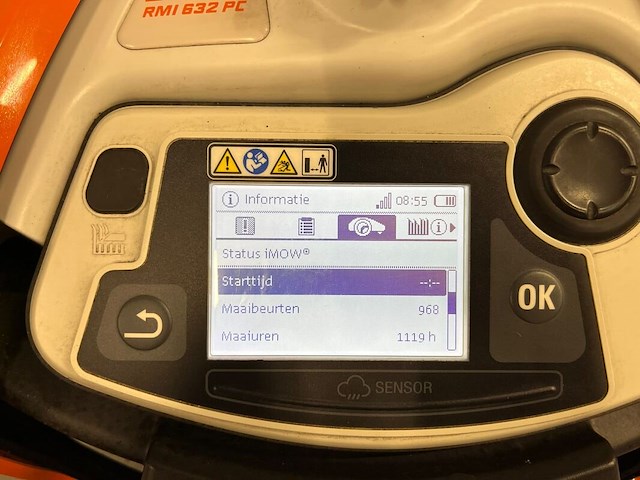 RMI 632 PC
Informatie 08:55
Status iMOW®
Starttijd --:--
Maaibeurten 968
Maaiuren 1119 h
OK
SENSOR